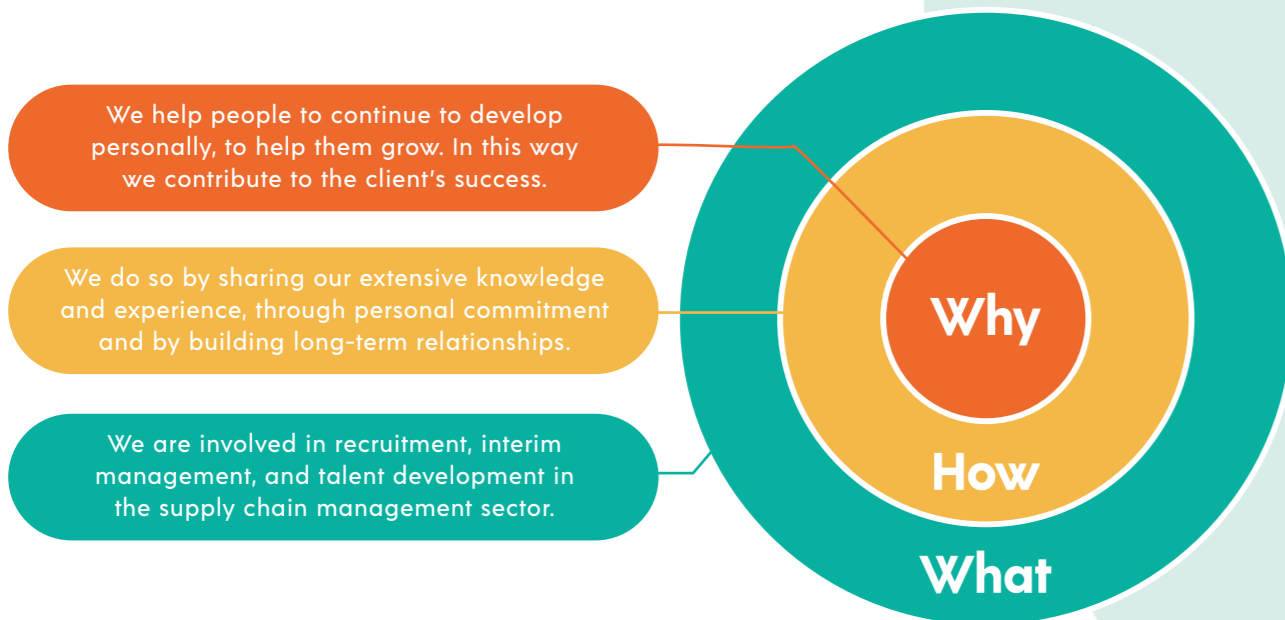 We help people to continue to develop
personally, to help them grow. In this way
we contribute to the client's success.
We do so by sharing our extensive knowledge
and experience, through personal commitment
and by building long-term relationships.
We are involved in recruitment, interim
management, and talent development in
the supply chain management sector.
Why
How
What